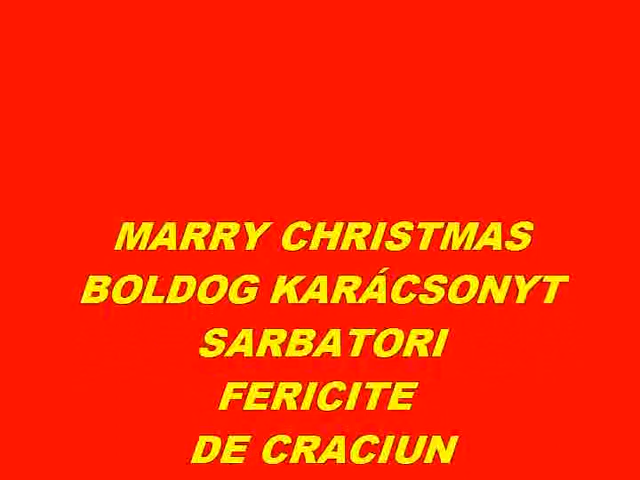 MARRY CHRISTMAS
BOLDOG KARÁCSONYT
SARBATORI
FERICITE
DE CRACIUN